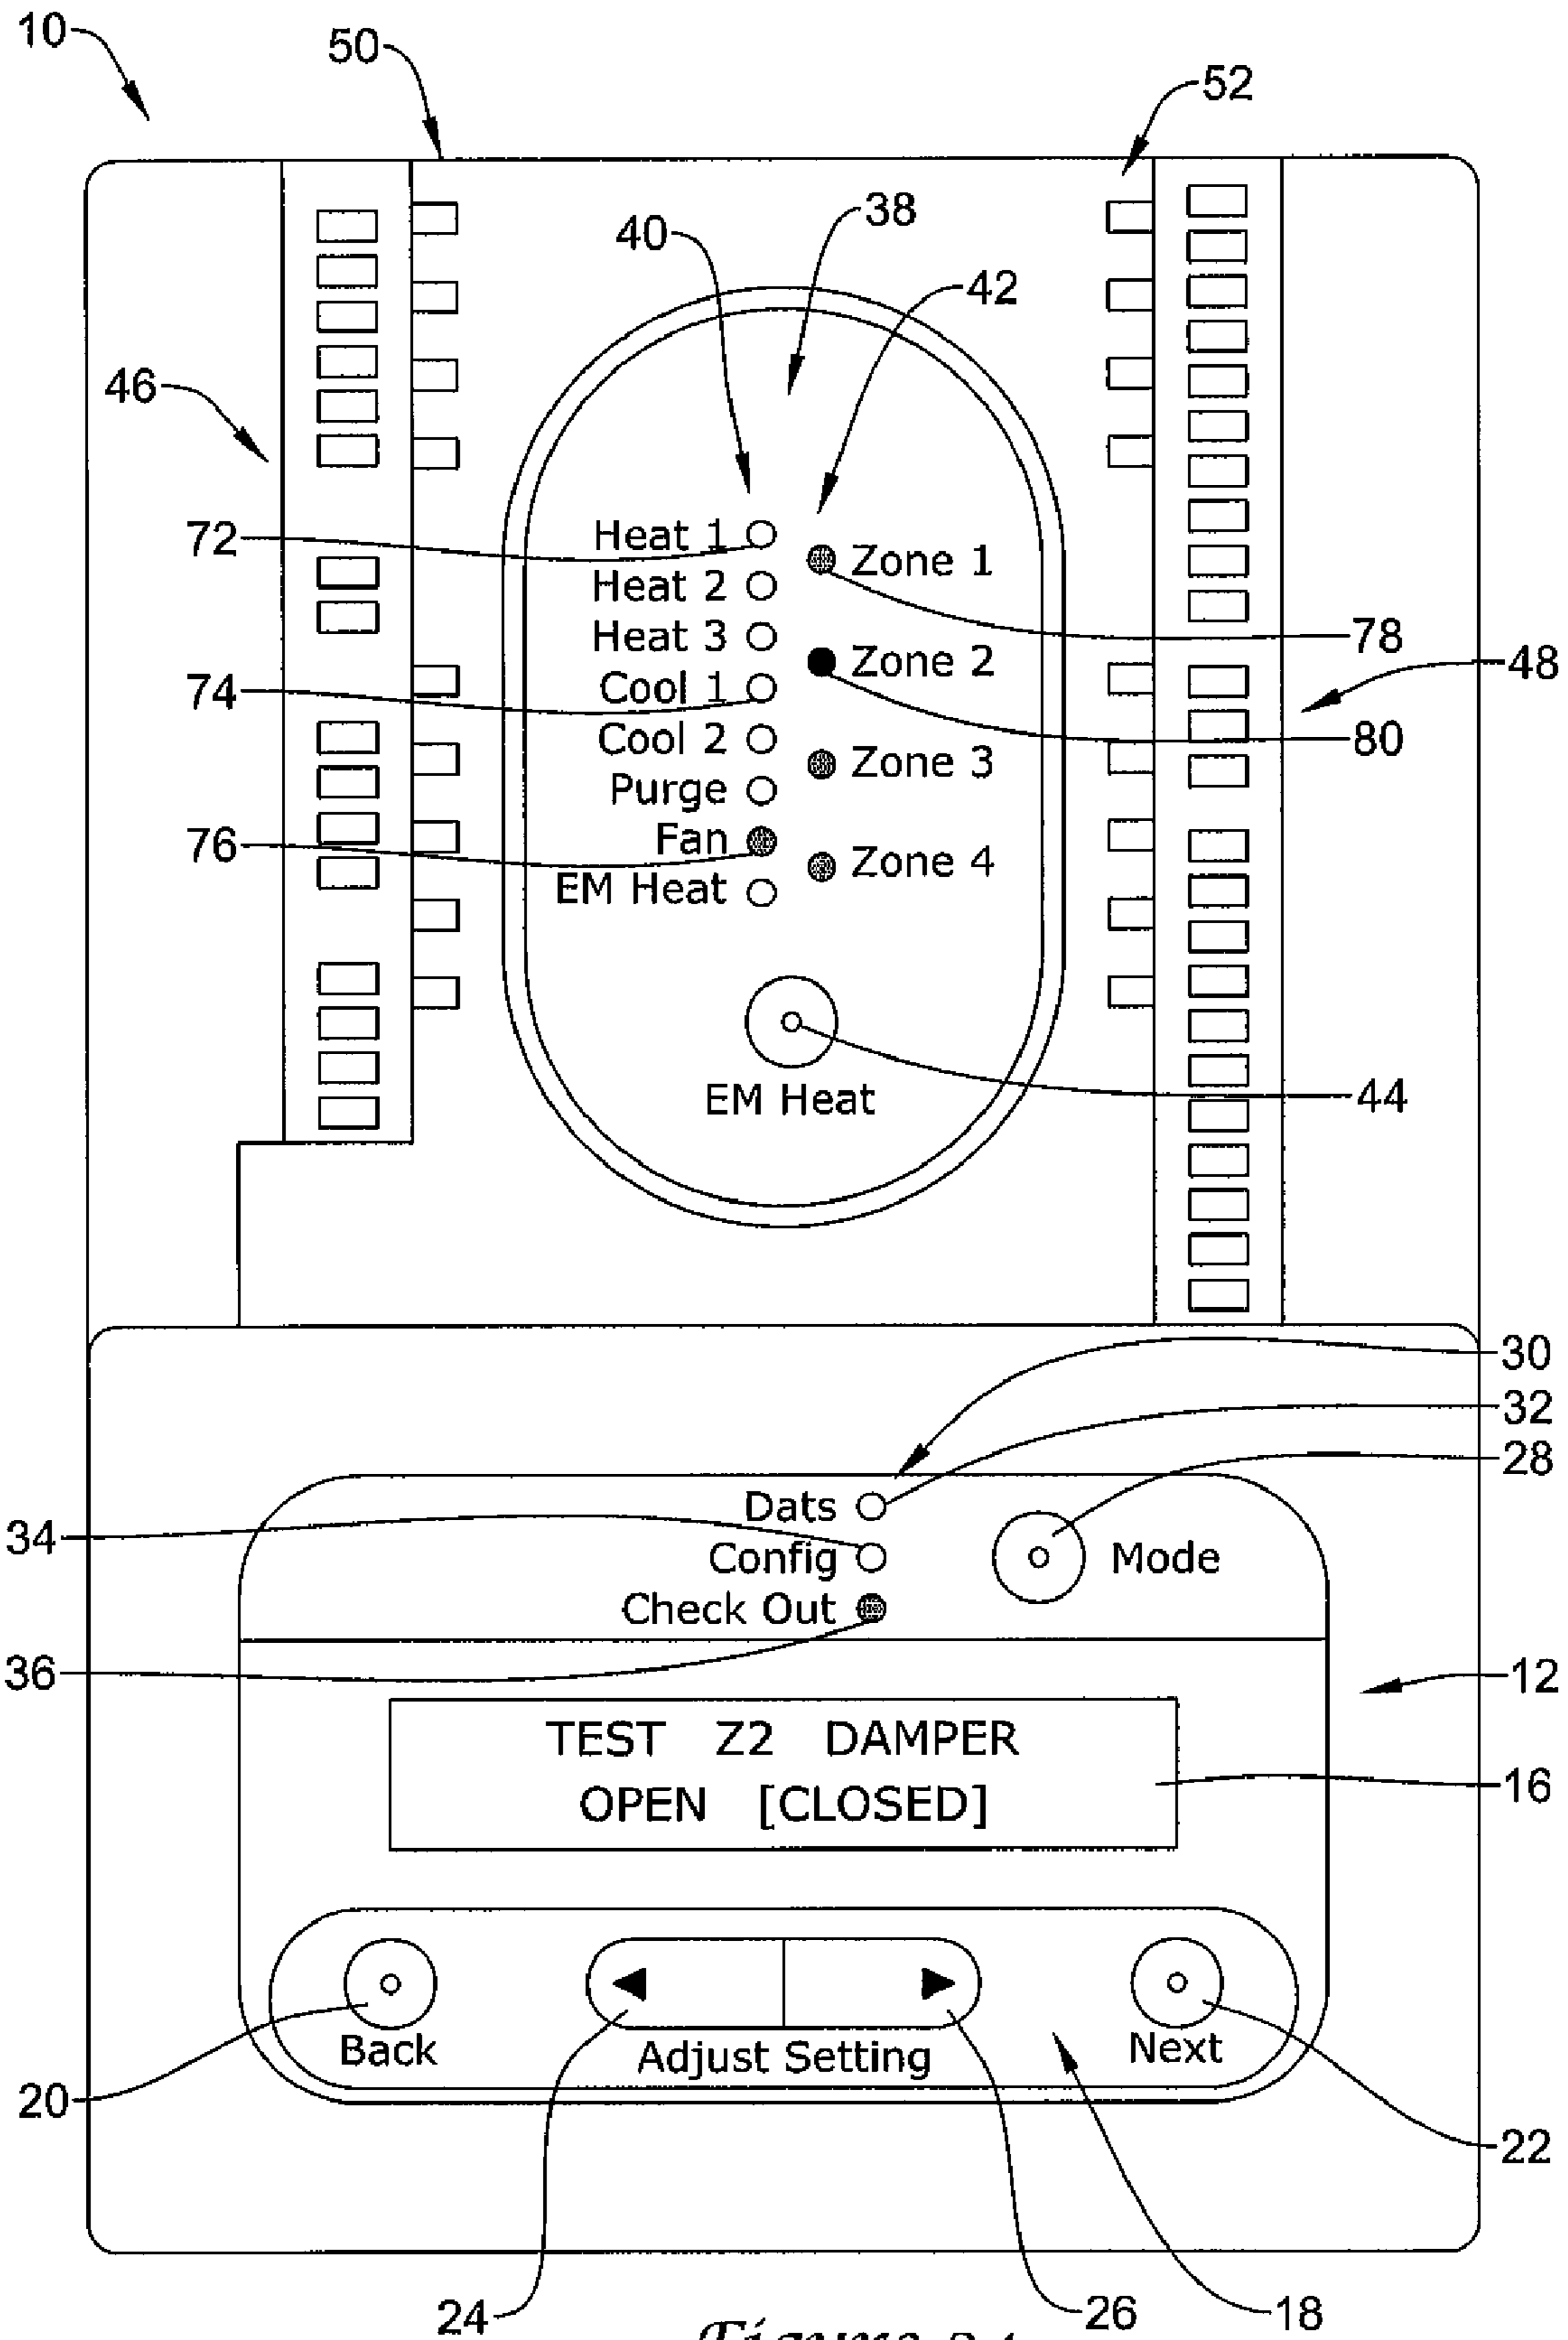 10
50
52
38
40
42
46
72
Heat 1
Zone 1
Heat 2
78
Heat 3
48
Zone 2
74
Cool 1
80
Cool 2
Zone 3
Purge
76
Fan
Zone 4
EM Heat
44
EM Heat
30
32
28
Dats
34
Config
Mode
Check Out
36
12
TEST Z2 DAMPER
16
OPEN [CLOSED]
Back
Adjust Setting
Next
20
22
24
26
18
Figure